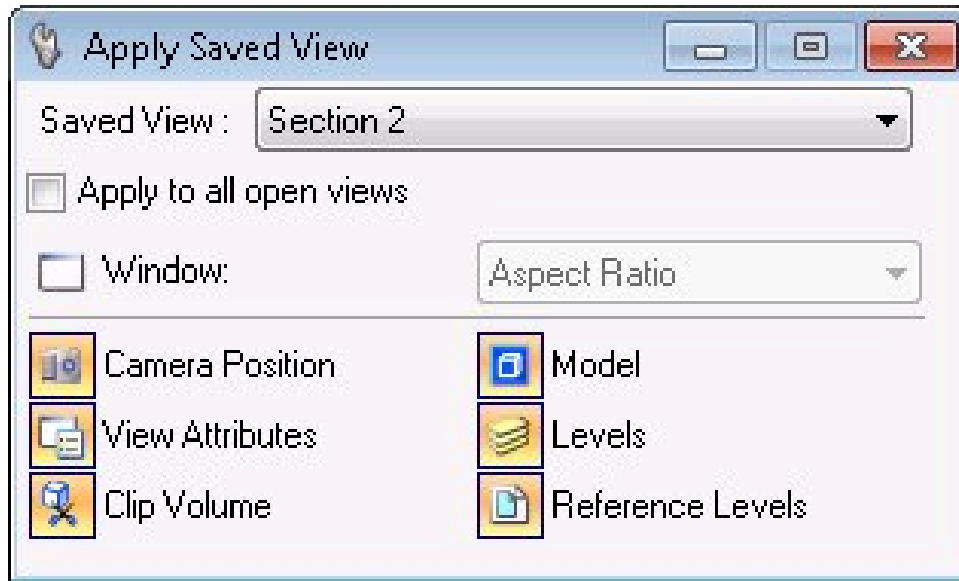 Apply Saved View
Saved View : Section 2
Apply to all open views
Window: Aspect Ratio
Camera Position Model
View Attributes Levels
Clip Volume Reference Levels